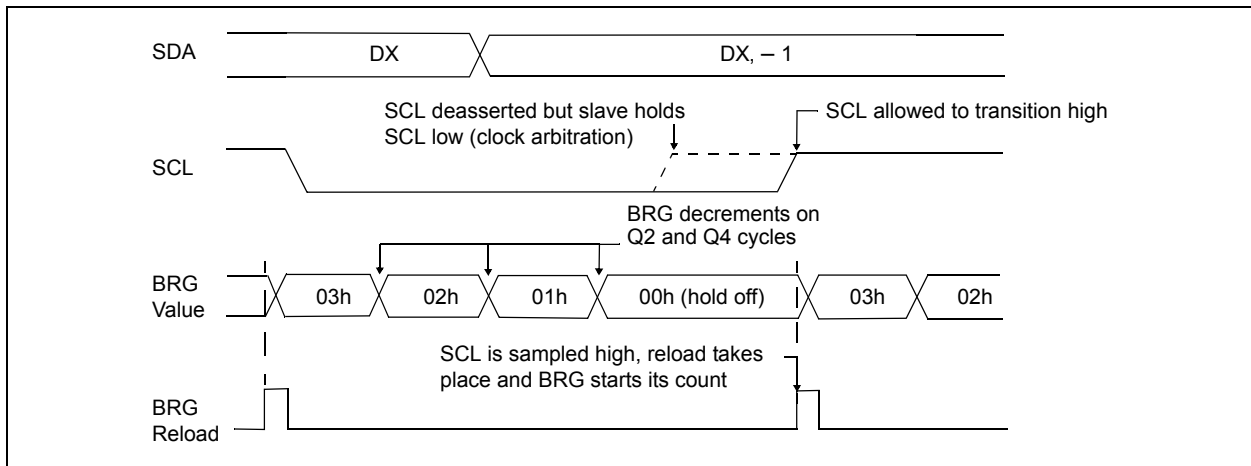 SDA
DX
DX, – 1
SCL deasserted but slave holds
SCL low (clock arbitration)
SCL allowed to transition high
SCL
BRG decrements on
Q2 and Q4 cycles
BRG
Value
03h
02h
01h
00h (hold off)
03h
02h
SCL is sampled high, reload takes
place and BRG starts its count
BRG
Reload